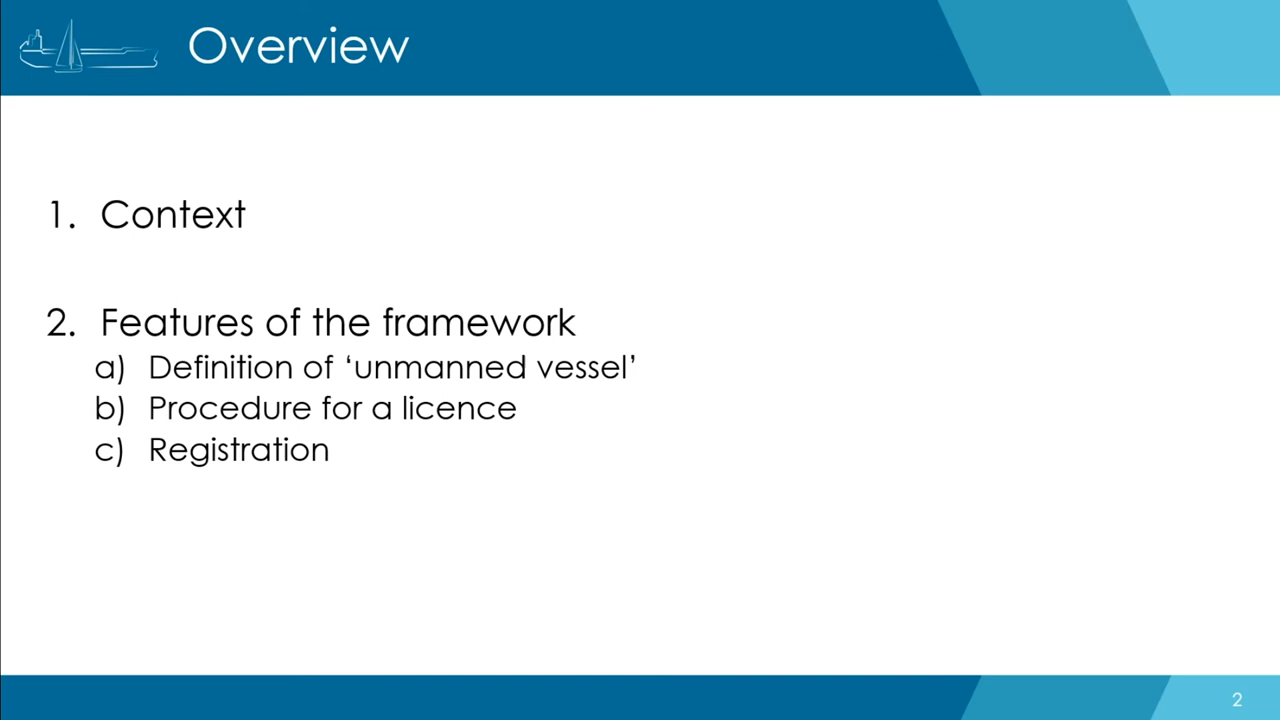 Overview
1. Context
2. Features of the framework
a) Definition of ‘unmanned vessel’
b) Procedure for a licence
c) Registration
2